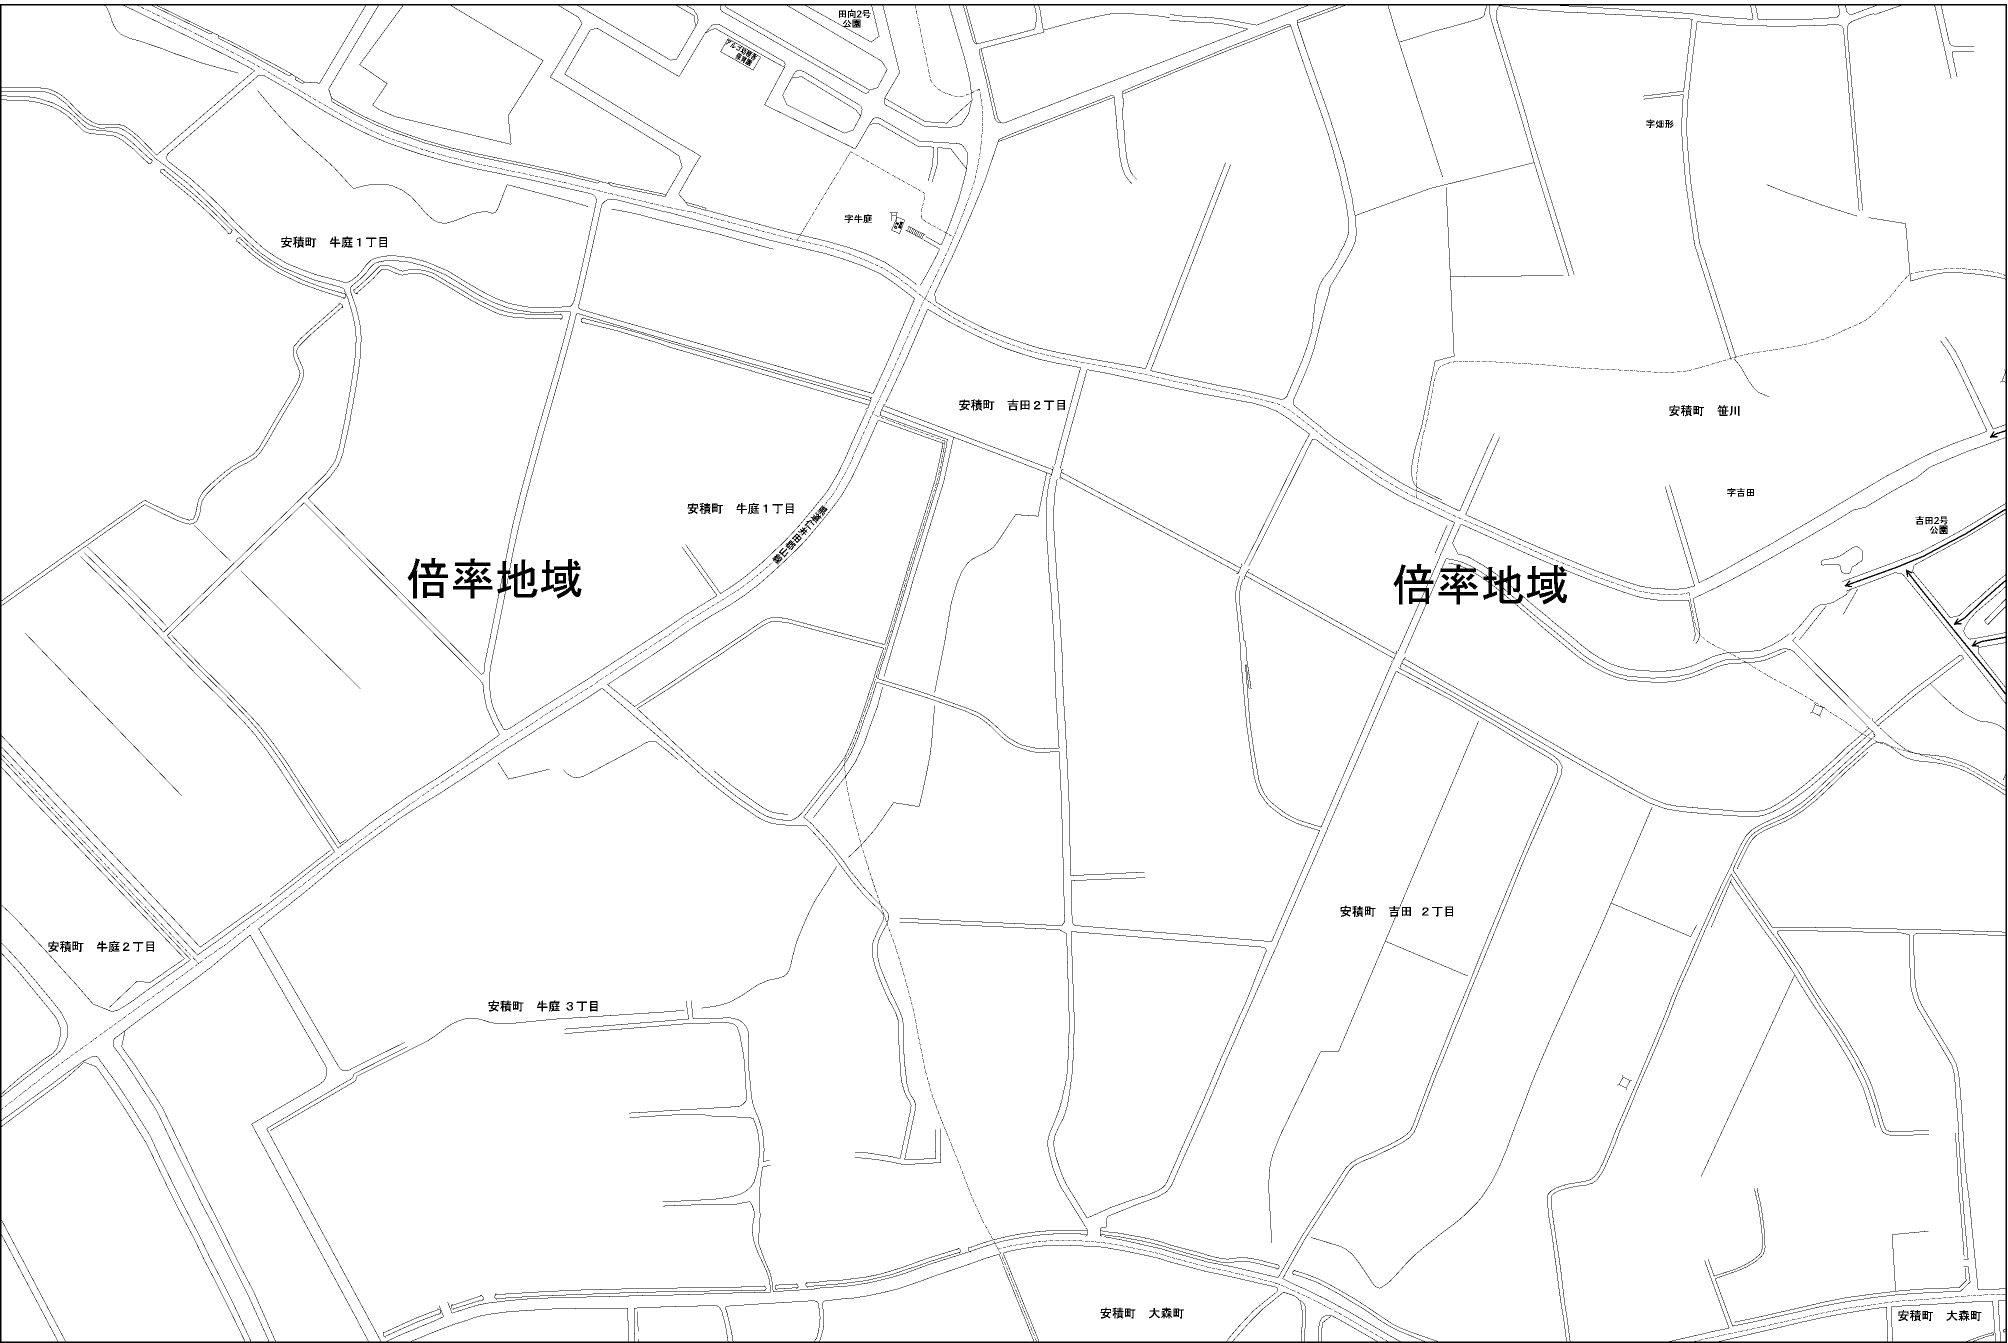 田向2号
公園
字畑形
字牛庭
安積町　牛庭１丁目
安積町　吉田２丁目
安積町　笹川
字吉田
安積町　牛庭１丁目
吉田2号
公園
倍率地域
倍率地域
安積町　吉田 ２丁目
安積町　牛庭２丁目
安積町　牛庭 ３丁目
安積町　大森町
安積町　大森町